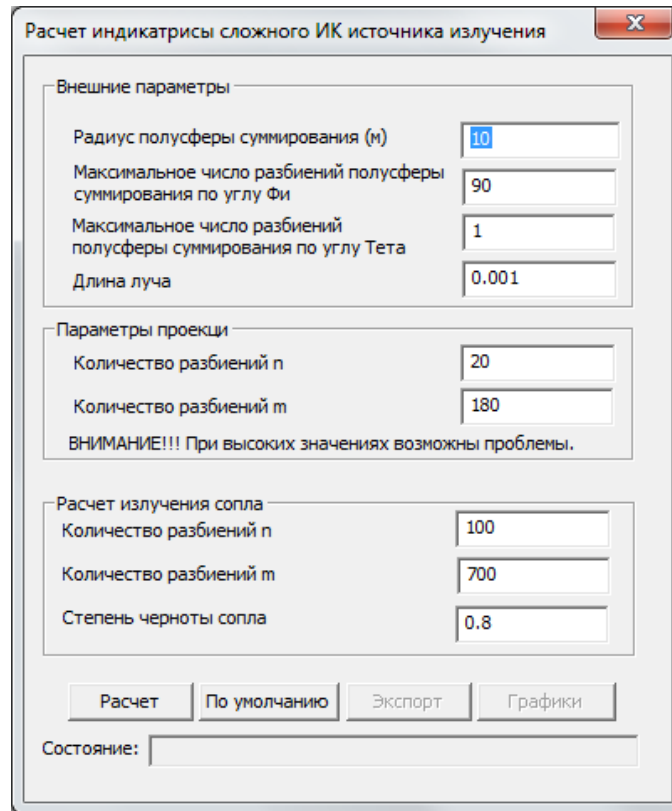 Расчет индикатрисы сложного ИК источника излучения
Внешние параметры
Радиус полусферы суммирования (м)
10
Максимальное число разбиений полусферы
суммирования по углу Фи
90
Максимальное число разбиений
полусферы суммирования по углу Тета
1
Длина луча
0.001
Параметры проекци
Количество разбиений n
20
Количество разбиений m
180
ВНИМАНИЕ!!! При высоких значениях возможны проблемы.
Расчет излучения сопла
Количество разбиений n
100
Количество разбиений m
700
Степень черноты сопла
0.8
Расчет
По умолчанию
Экспорт
Графики
Состояние: